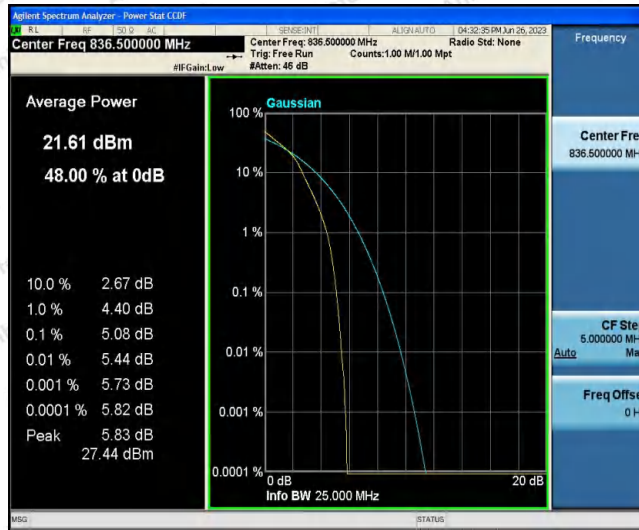 Agilent Spectrum Analyzer - Power Stat CCDF
RL RF 50 Ω AC SENSE:INT ALIGN AUTO 04:32:35 PM Jun 26, 2023
Center Freq 836.500000 MHz
Center Freq: 836.500000 MHz Radio Std: None
Trig: Free Run Counts:1.00 M/1.00 Mpt
#IFGain:Low #Atten: 46 dB
Frequency
Average Power
21.61 dBm
48.00 % at 0dB
10.0 % 2.67 dB
1.0 % 4.40 dB
0.1 % 5.08 dB
0.01 % 5.44 dB
0.001 % 5.73 dB
0.0001 % 5.82 dB
Peak 5.83 dB
27.44 dBm
Gaussian
100 %
10 %
1 %
0.1 %
0.01 %
0.001 %
0.0001 %
0 dB 20 dB
Info BW 25.000 MHz
Center Fre
836.500000 MH
CF Ste
5.000000 MH
Auto Ma
Freq Offse
0 H
MSG STATUS